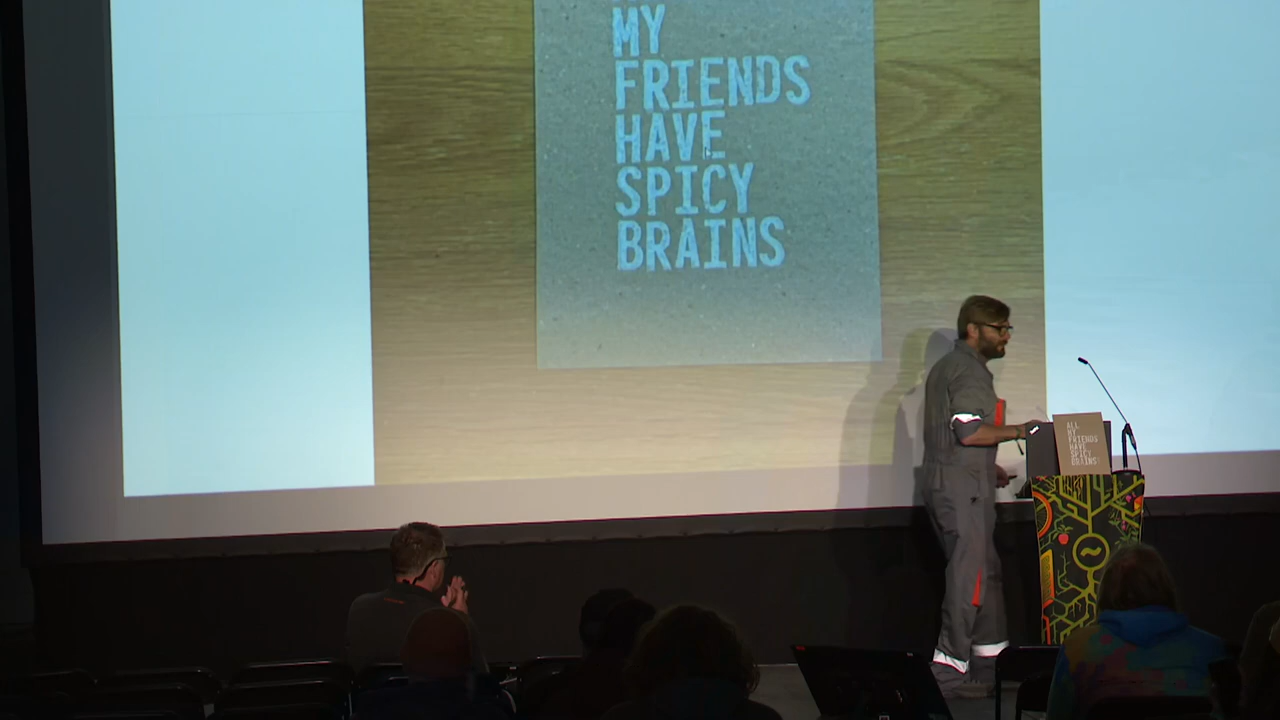 MY
FRIENDS
HAVE
SPICY
BRAINS
ALL
MY
FRIENDS
HAVE
SPICY
BRAINS